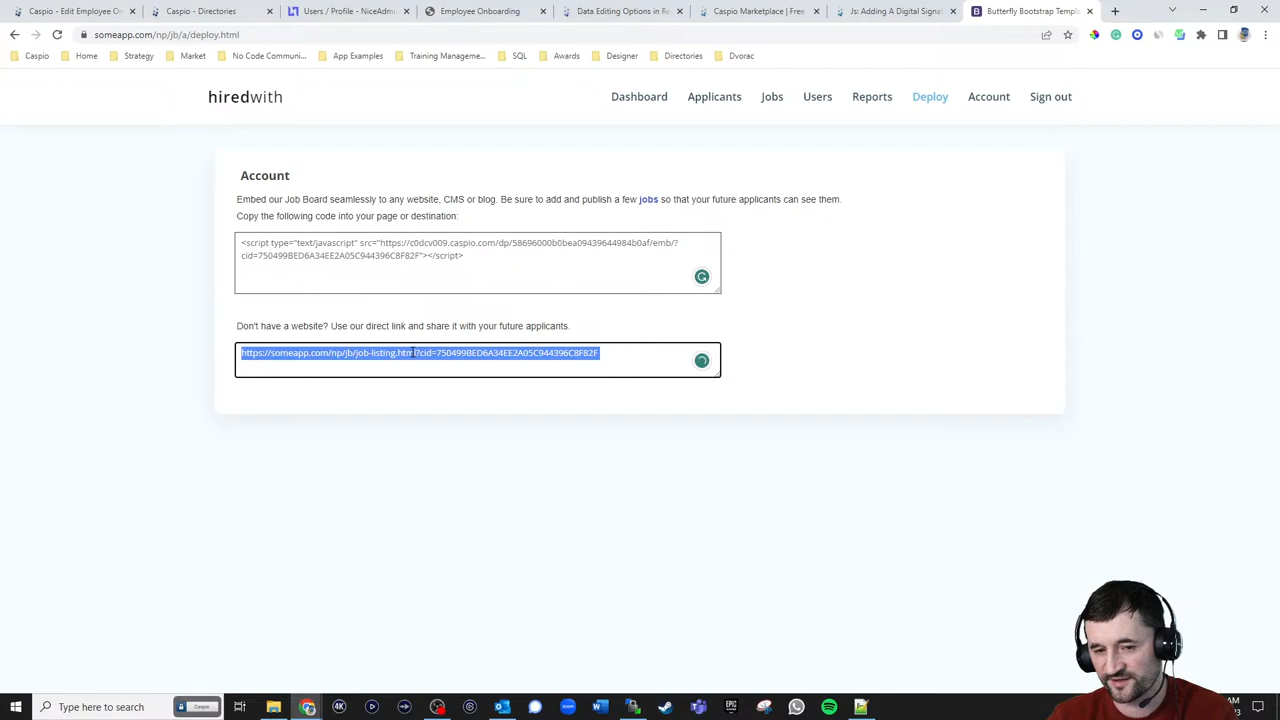 Caspio - Edit Employee On
Caspio - Directories
Users / Profile - NiceAdmi
Employee Onboarding
Data Editing Options in Re
Caspio Marketplace | Free
Js: Adding A Digital Signat
Butterfly Bootstrap Templa
someapp.com/np/jb/a/deploy.html
Caspio
Home
Strategy
Market
No Code Communi...
App Examples
Training Manageme...
SQL
Awards
Designer
Directories
Dvorac
hiredwith
Dashboard
Applicants
Jobs
Users
Reports
Deploy
Account
Sign out
Account
Embed our Job Board seamlessly to any website, CMS or blog. Be sure to add and publish a few jobs so that your future applicants can see them.
Copy the following code into your page or destination:
<script type="text/javascript" src="https://c0dcv009.caspio.com/dp/58696000b0bea09439644984b0af/emb/?
cid=750499BED6A34EE2A05C944396C8F82F"></script>
Don't have a website? Use our direct link and share it with your future applicants.
https://someapp.com/np/jb/job-listing.html?cid=750499BED6A34EE2A05C944396C8F82F
Type here to search
Caspio
4K
EPIC
AM